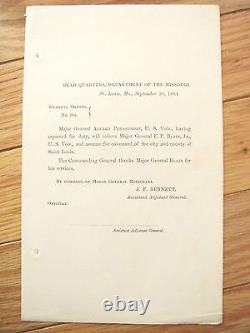 HEAD QUARTERS, DEPARTMENT OF THE MISSOURI,
St. Louis, Mo., September 30, 1864.
GENERAL ORDERS,
No. 184.
Major General ALFRED PLEASONTON, U. S. Vols., having
reported for duty, will relieve Major General F. P. BLAIR, Jr.,
U. S. Vols., and assume the command of the city and county of
Saint Louis.
The Commanding General thanks Major General BLAIR for
his services.
BY COMMAND OF MAJOR GENERAL ROSECRANS.
J. F. BENNETT,
Assistant Adjutant General.
OFFICIAL:
Assistant Adjutant General.